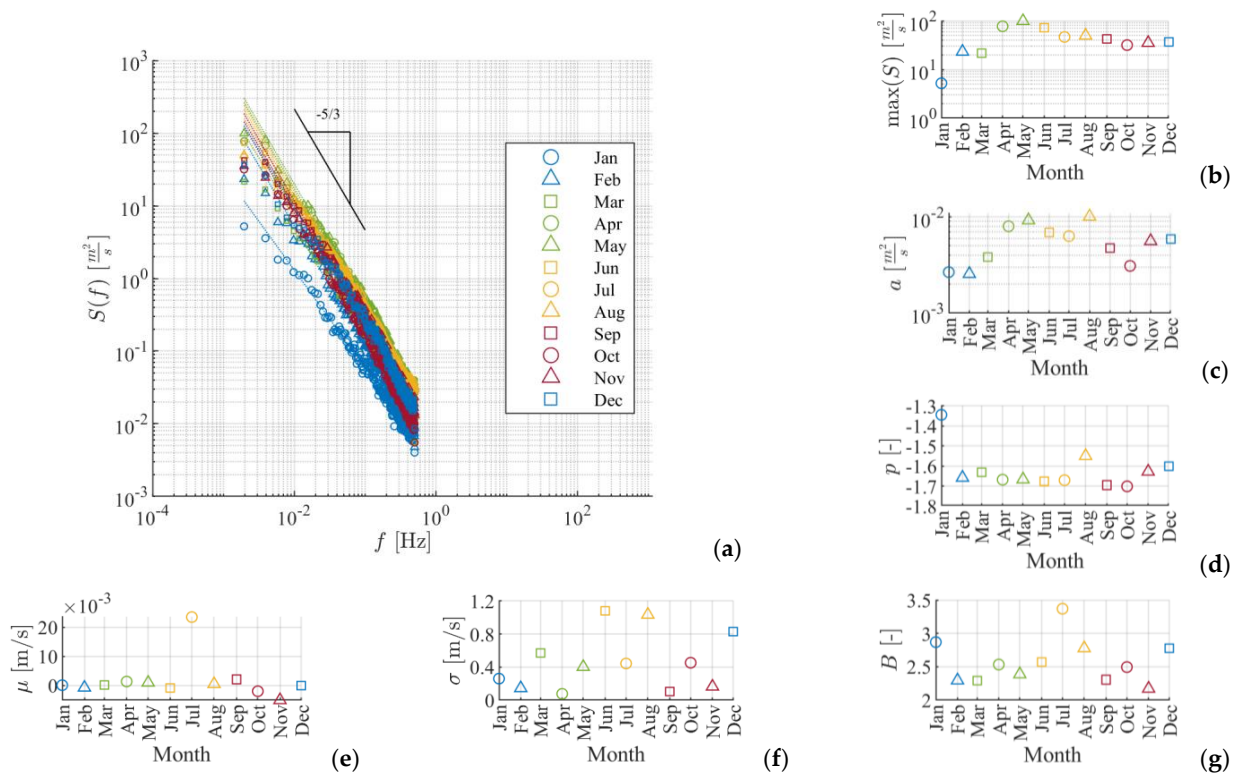 10^3
10^2
10^1
10^0
10^-1
10^-2
10^-3
S(f) [m^2/s]
10^-4
10^-2
10^0
10^2
f [Hz]
-5/3
Jan
Feb
Mar
Apr
May
Jun
Jul
Aug
Sep
Oct
Nov
Dec
(a)
max(S) [m^2/s]
10^2
10^1
10^0
Jan Feb Mar Apr May Jun Jul Aug Sep Oct Nov Dec
Month
(b)
a [m^2/s]
10^-2
10^-3
Jan Feb Mar Apr May Jun Jul Aug Sep Oct Nov Dec
Month
(c)
p [-]
-1.3
-1.4
-1.5
-1.6
-1.7
-1.8
Jan Feb Mar Apr May Jun Jul Aug Sep Oct Nov Dec
Month
(d)
×10^-3
μ [m/s]
20
10
0
Jan Feb Mar Apr May Jun Jul Aug Sep Oct Nov Dec
Month
(e)
σ [m/s]
1.2
0.8
0.4
0
Jan Feb Mar Apr May Jun Jul Aug Sep Oct Nov Dec
Month
(f)
B [-]
3.5
3
2.5
2
Jan Feb Mar Apr May Jun Jul Aug Sep Oct Nov Dec
Month
(g)